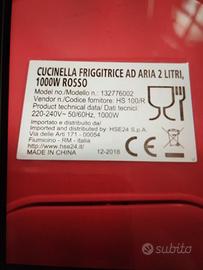 CUCINELLA FRIGGITRICE AD ARIA 2 LITRI,
1000W ROSSO
Model no./Modello n.: 132776002
Vendor n./Codice fornitore: HS 100/R
Product technical data/ Dati tecnici
220-240V~ 50/60Hz, 1000W
Imported and distributed by/
Importato e distribuito da/ HSE24 S.p.A.
Via delle Arti 171 - 00054
Fiumicino - RM - italia
http://www.hse24.it/
MADE IN CHINA 12-2016
subito